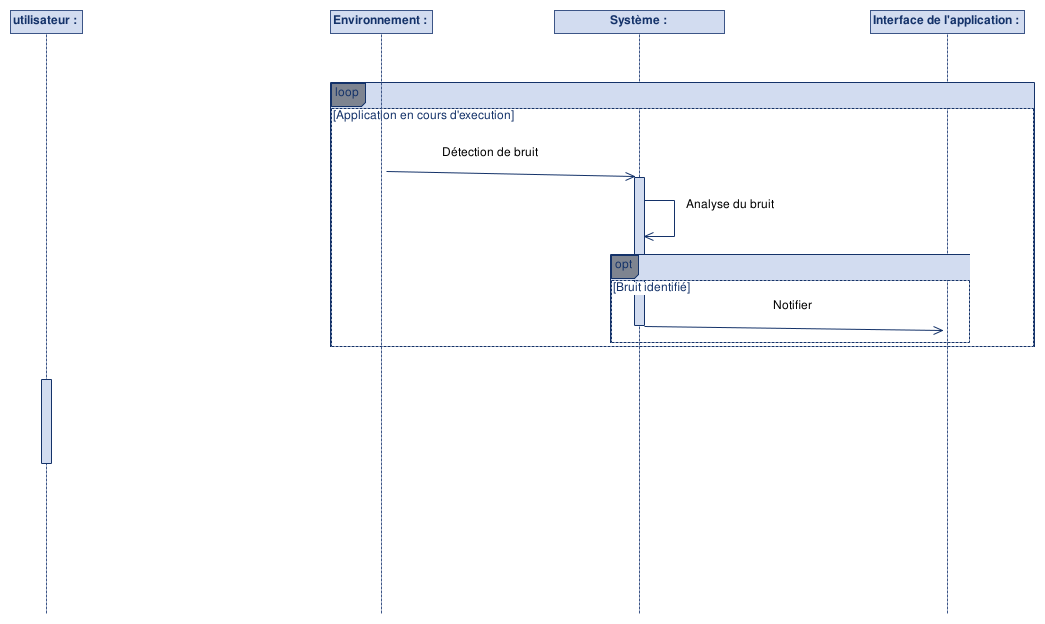 utilisateur :
Environnement :
Système :
Interface de l'application :
loop
[Application en cours d'execution]
Détection de bruit
Analyse du bruit
opt
[Bruit identifié]
Notifier